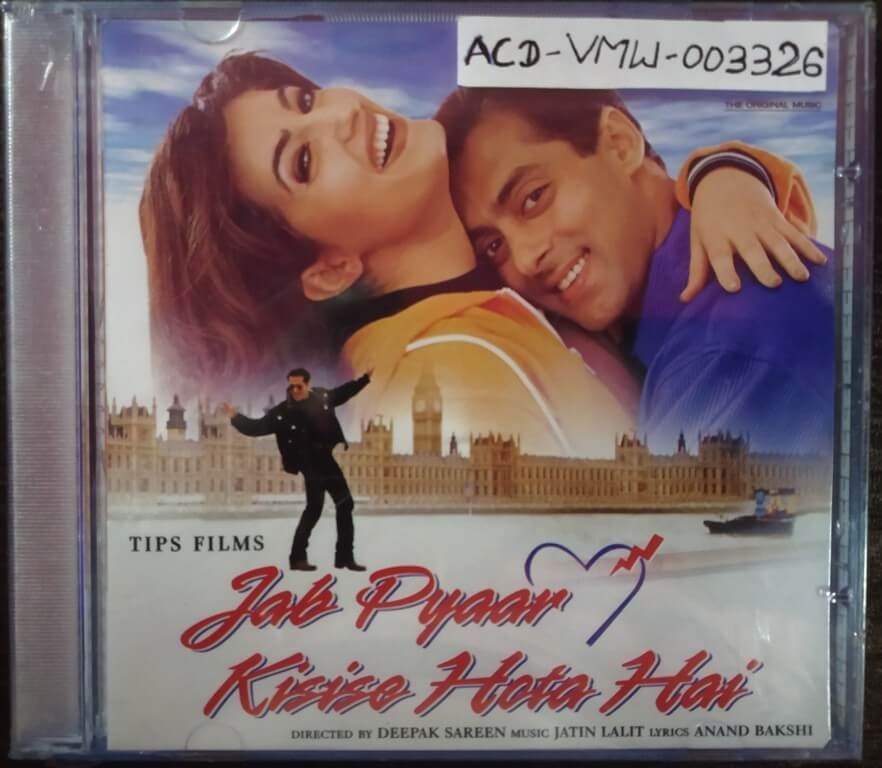 ACD-VMW-003326
THE ORIGINAL MUSIC
TIPS FILMS
Jab Pyaar
Kisise Hota Hai
DIRECTED BY DEEPAK SAREEN MUSIC JATIN LALIT LYRICS ANAND BAKSHI